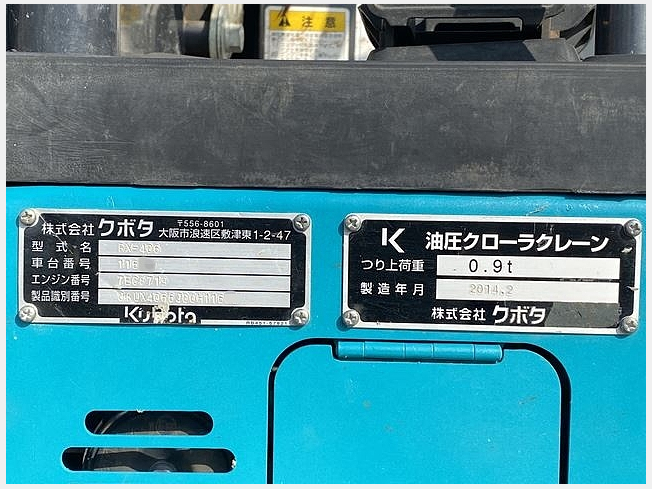 注意
株式会社 クボタ 〒556-8601
大阪市浪速区敷津東1-2-47
型式名 RX-406
車台番号 116
エンジン番号
製品識別番号
Kubota
油圧クローラクレーン
つり上荷重 0.9t
製造年月 2014.2
株式会社 クボタ